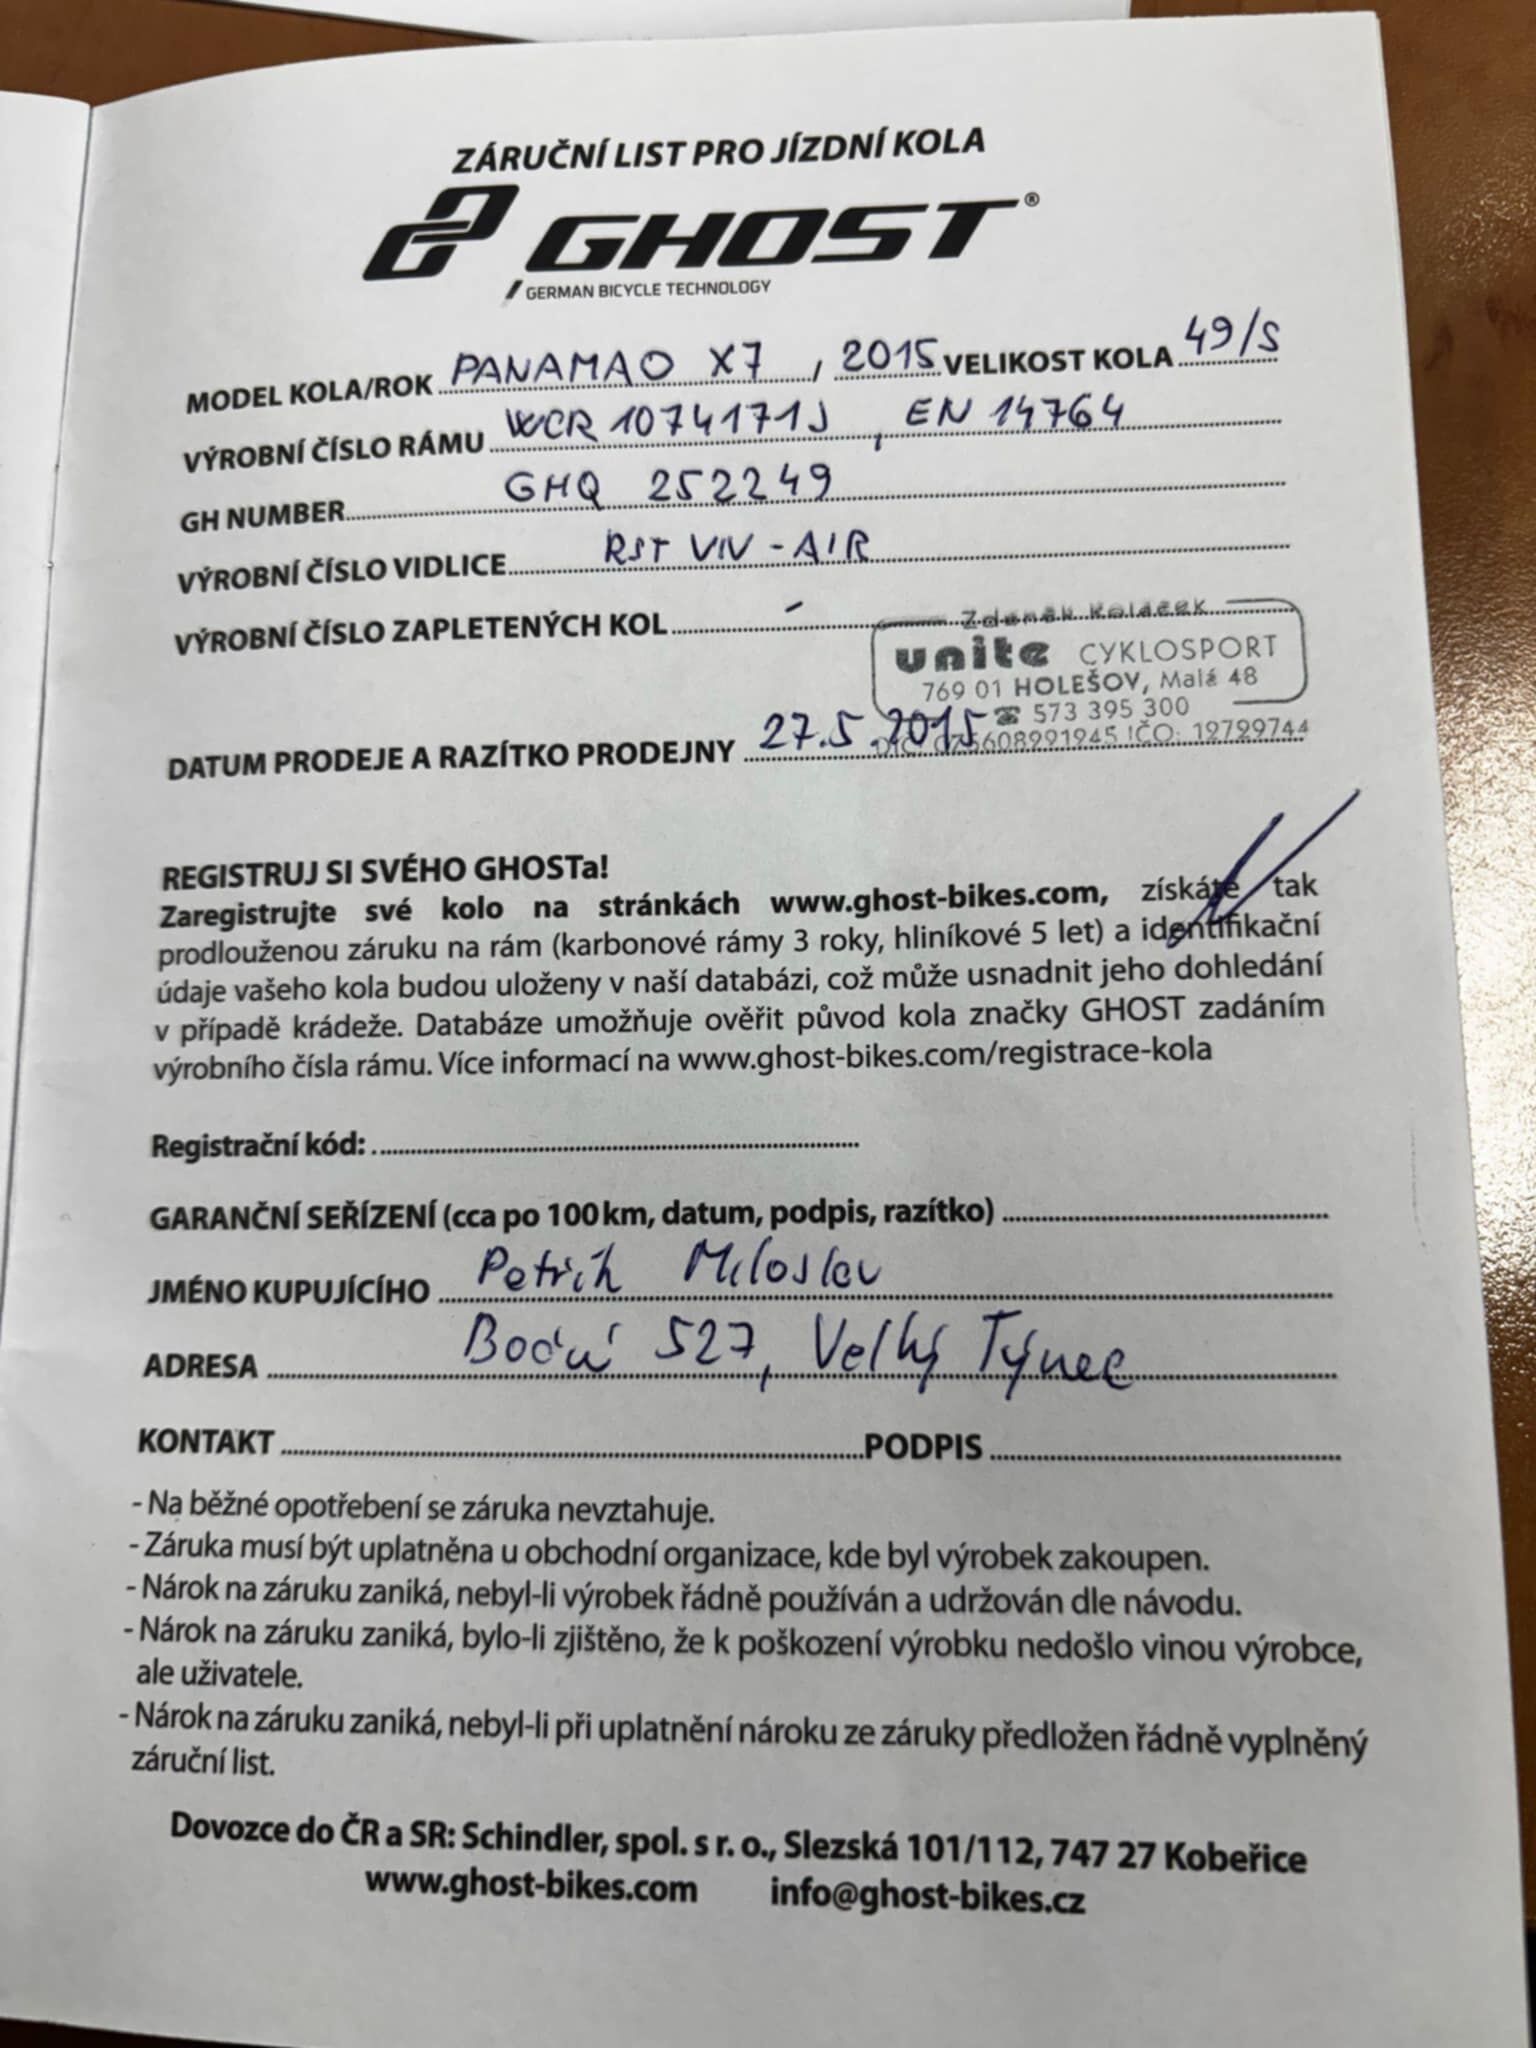 ZÁRUČNÍ LIST PRO JÍZDNÍ KOLA
GHOST®
GERMAN BICYCLE TECHNOLOGY
MODEL KOLA/ROK PANAMAO X7, 2015 VELIKOST KOLA 49/S
VÝROBNÍ ČÍSLO RÁMU WCR 1074171J, EN 14764
GH NUMBER GHQ 252249
VÝROBNÍ ČÍSLO VIDLICE RST VIV-AIR
VÝROBNÍ ČÍSLO ZAPLETENÝCH KOL -
Zdeněk Koláček
unite CYKLOSPORT
769 01 HOLEŠOV, Malá 48
☎ 573 395 300
IČO: 12729744
DATUM PRODEJE A RAZÍTKO PRODEJNY 27.5.2015
REGISTRUJ SI SVÉHO GHOSTa!
Zaregistrujte své kolo na stránkách www.ghost-bikes.com, získáte tak
prodlouženou záruku na rám (karbonové rámy 3 roky, hliníkové 5 let) a identifikační
údaje vašeho kola budou uloženy v naší databázi, což může usnadnit jeho dohledání
v případě krádeže. Databáze umožňuje ověřit původ kola značky GHOST zadáním
výrobního čísla rámu. Více informací na www.ghost-bikes.com/registrace-kola
Registrační kód:
GARANČNÍ SEŘÍZENÍ (cca po 100 km, datum, podpis, razítko)
JMÉNO KUPUJÍCÍHO Petřík Miloslav
ADRESA Boční 527, Velký Týnec
KONTAKT PODPIS
- Na běžné opotřebení se záruka nevztahuje.
- Záruka musí být uplatněna u obchodní organizace, kde byl výrobek zakoupen.
- Nárok na záruku zaniká, nebyl-li výrobek řádně používán a udržován dle návodu.
- Nárok na záruku zaniká, bylo-li zjištěno, že k poškození výrobku nedošlo vinou výrobce,
ale uživatele.
- Nárok na záruku zaniká, nebyl-li při uplatnění nároku ze záruky předložen řádně vyplněný
záruční list.
Dovozce do ČR a SR: Schindler, spol. s r. o., Slezská 101/112, 747 27 Kobeřice
www.ghost-bikes.com info@ghost-bikes.cz